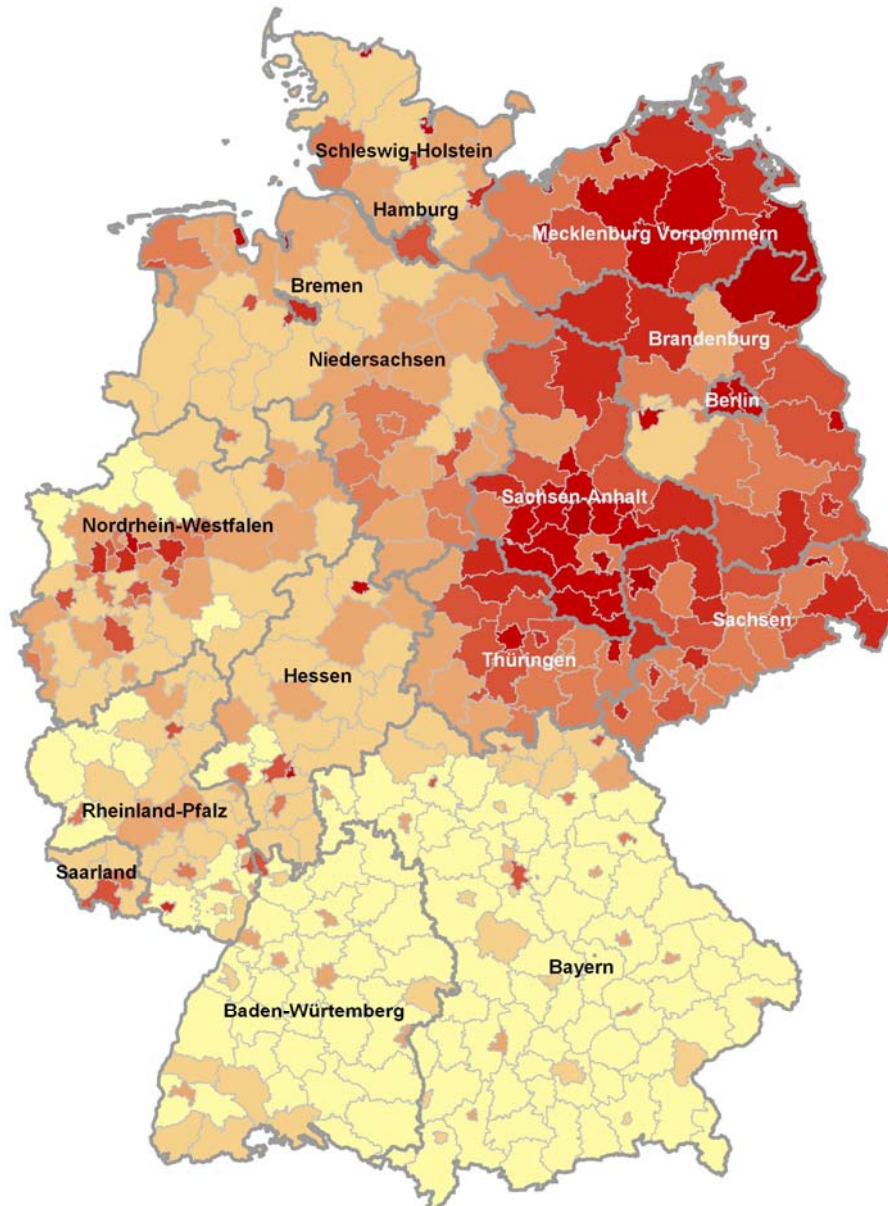 Schleswig-Holstein
Hamburg
Mecklenburg Vorpommern
Bremen
Brandenburg
Niedersachsen
Berlin
Sachsen-Anhalt
Nordrhein-Westfalen
Sachsen
Thüringen
Hessen
Rheinland-Pfalz
Saarland
Bayern
Baden-Würtemberg